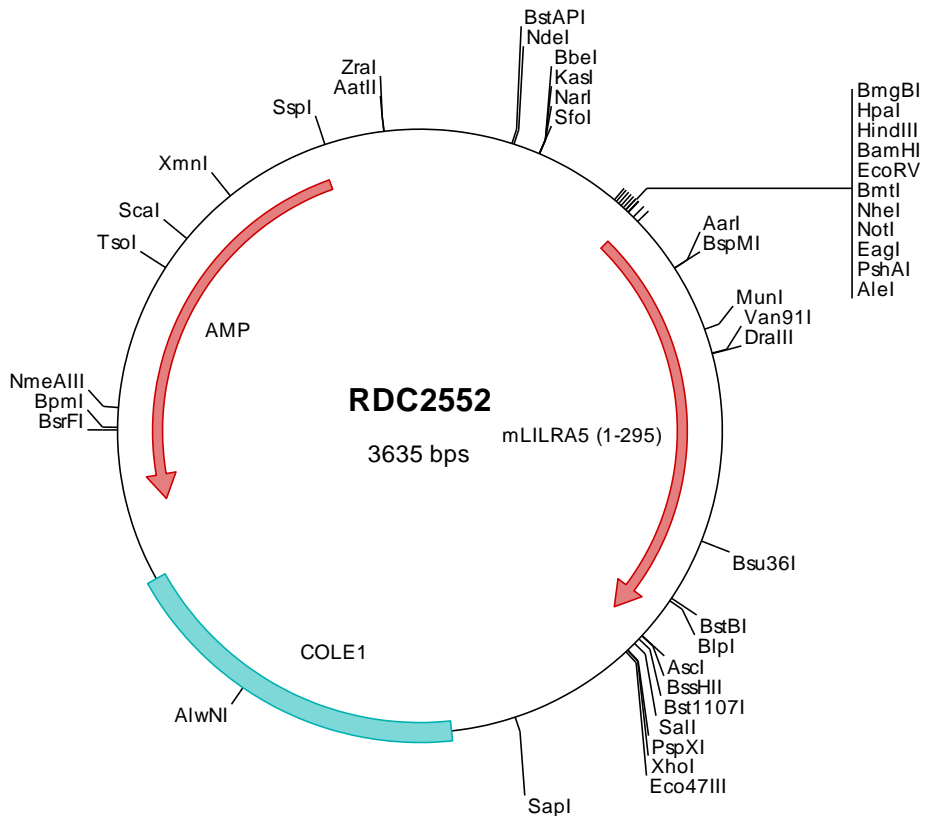 BstAPI
NdeI
BbeI
KasI
NarI
SfoI
ZraI
AatII
SspI
XmnI
ScaI
TsoI
BmgBI
HpaI
HindIII
BamHI
EcoRV
BmtI
NheI
NotI
EagI
PshAI
AleI
AarI
BspMI
MunI
Van91I
DraIII
AMP
NmeAIII
BpmI
BsrFI
RDC2552
3635 bps
mLILRA5 (1-295)
Bsu36I
BstBI
BlpI
AscI
BssHII
Bst1107I
SalI
PspXI
XhoI
Eco47III
COLE1
AlwNI
SapI